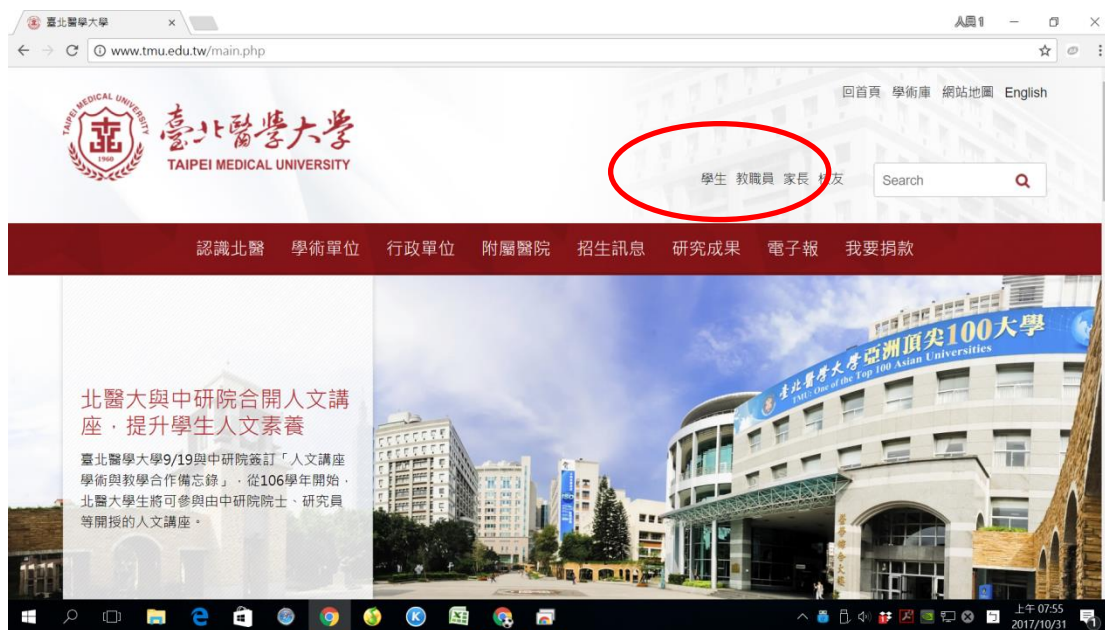 臺北醫學大學
人間1
www.tmu.edu.tw/main.php
回首頁 學術庫 網站地圖 English
TAIPEI MEDICAL UNIVERSITY
1960
臺北醫學大學
TAIPEI MEDICAL UNIVERSITY
學生 教職員 家長 校友 Search
認識北醫 學術單位 行政單位 附屬醫院 招生訊息 研究成果 電子報 我要捐款
臺北醫學大學 亞洲頂尖100大學
TMU: One of the Top 100 Asian Universities
北醫大與中研院合開人文講
座，提升學生人文素養
臺北醫學大學9/19與中研院簽訂「人文講座
學術與教學合作備忘錄」，從106學年開始，
北醫大學生將可參與由中研院院士、研究員
等開授的人文講座。
上午 07:55
2017/10/31